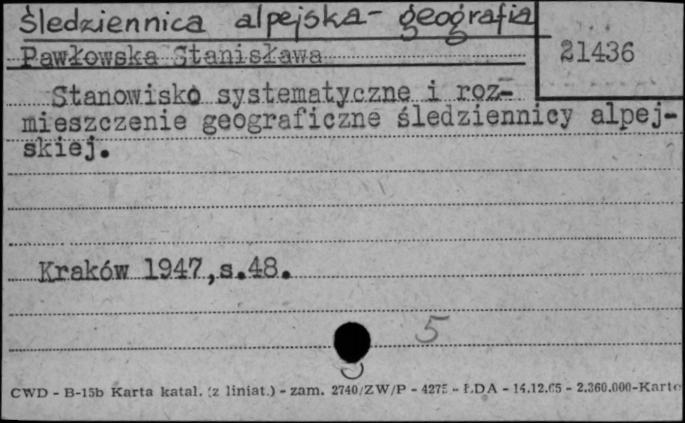 śledziennica alpejska - geografia
Pawłowska Stanisława
21436
Stanowisko systematyczne i roz-
mieszczenie geograficzne śledziennicy alpej-
skiej.
Kraków 1947, s.48.
5
CWD - B-15b Karta katal. (z liniat.) - zam. 2740/ZW/P - 4275 - ŁDA - 14.12.65 - 2.360.000-Karto